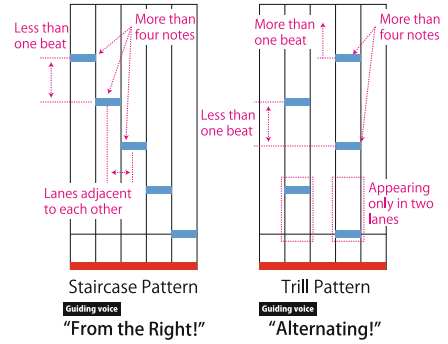 Less than
one beat
More than
four notes
Lanes adjacent
to each other
Staircase Pattern
Guiding voice
“From the Right!”
More than
one beat
More than
four notes
Less than
one beat
Appearing
only in two
lanes
Trill Pattern
Guiding voice
“Alternating!”